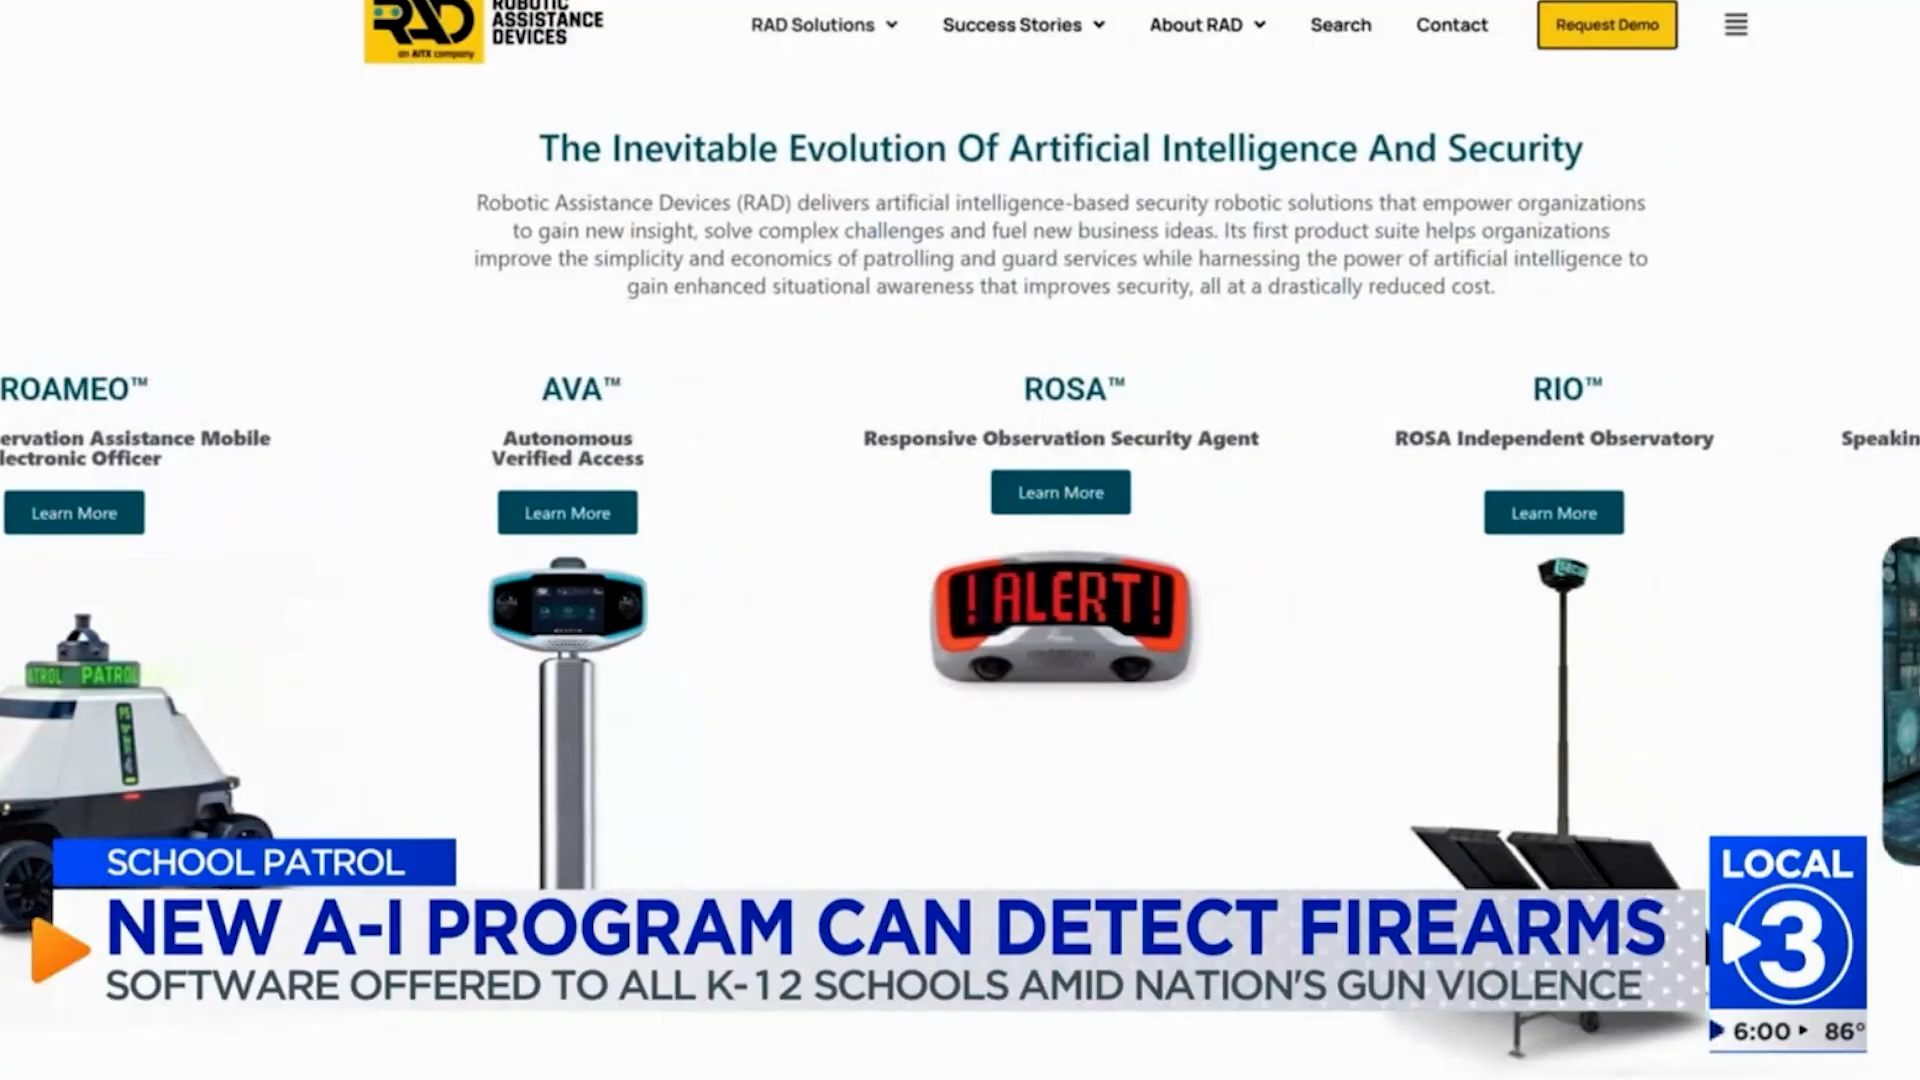 RAD
an AITX company
ROBOTIC
ASSISTANCE
DEVICES
RAD Solutions
Success Stories
About RAD
Search
Contact
Request Demo
The Inevitable Evolution Of Artificial Intelligence And Security
Robotic Assistance Devices (RAD) delivers artificial intelligence-based security robotic solutions that empower organizations
to gain new insight, solve complex challenges and fuel new business ideas. Its first product suite helps organizations
improve the simplicity and economics of patrolling and guard services while harnessing the power of artificial intelligence to
gain enhanced situational awareness that improves security, all at a drastically reduced cost.
ROAMEO™
ervation Assistance Mobile
lectronic Officer
Learn More
PATROL
AVA™
Autonomous
Verified Access
Learn More
ROSA™
Responsive Observation Security Agent
Learn More
! ALERT !
RIO™
ROSA Independent Observatory
Learn More
Speakin
SCHOOL PATROL
NEW A-I PROGRAM CAN DETECT FIREARMS
SOFTWARE OFFERED TO ALL K-12 SCHOOLS AMID NATION'S GUN VIOLENCE
LOCAL
3
6:00 86°